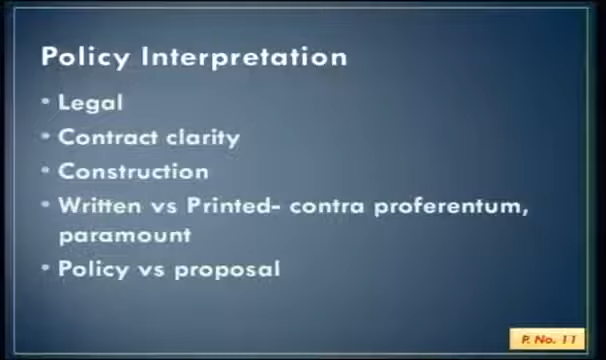 Policy Interpretation
• Legal
• Contract clarity
• Construction
• Written vs Printed- contra proferentum,
paramount
• Policy vs proposal
P. No. 11